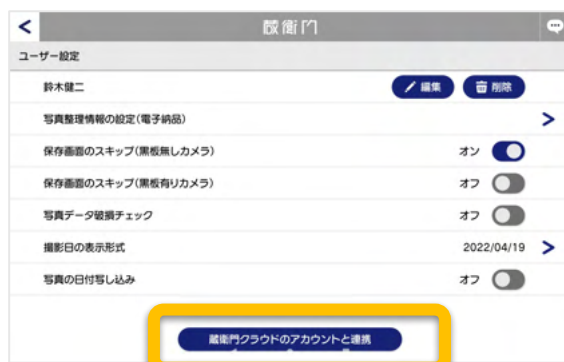 蔵衛門
ユーザー設定
鈴木健二
編集
削除
写真整理情報の設定(電子納品)
保存画面のスキップ(黒板無しカメラ)
オン
保存画面のスキップ(黒板有りカメラ)
オフ
写真データ破損チェック
オフ
撮影日の表示形式
2022/04/19
写真の日付写し込み
オフ
蔵衛門クラウドのアカウントと連携